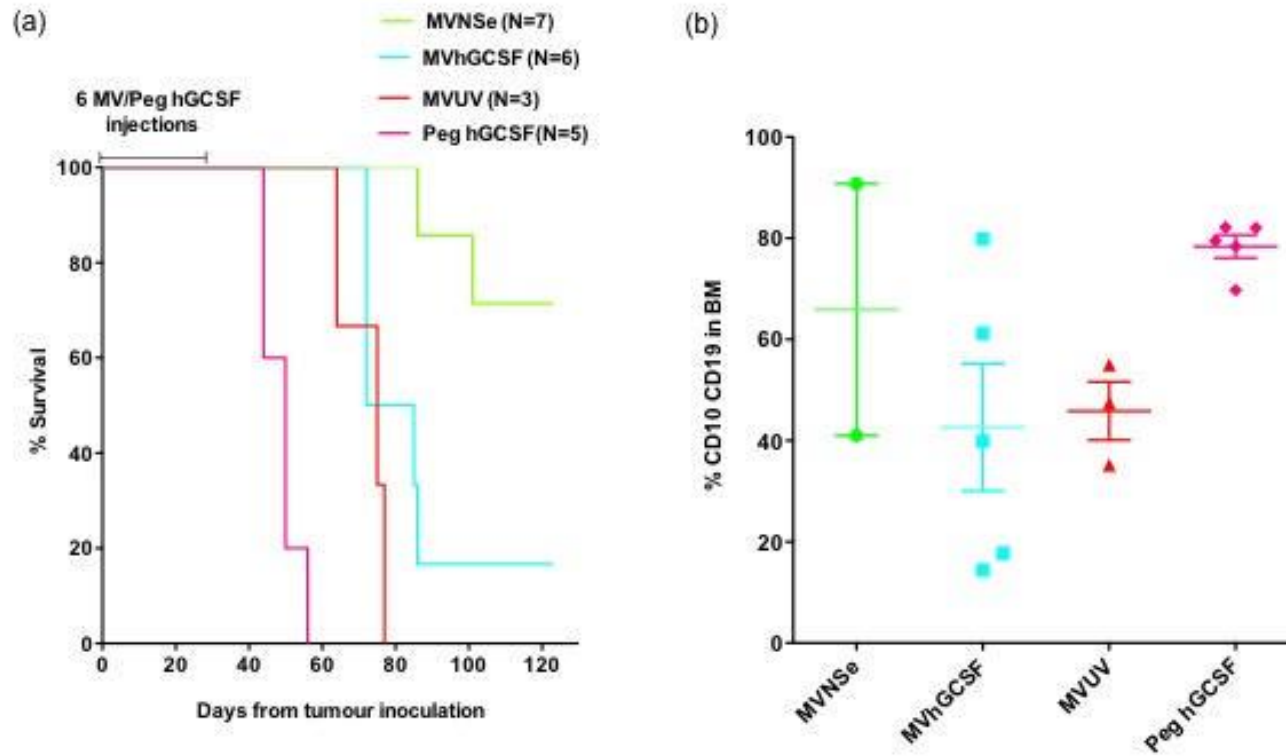 (a)
MVNSe (N=7)
MVhGCSF (N=6)
MVUV (N=3)
Peg hGCSF(N=5)
6 MV/Peg hGCSF
injections
100
80
60
40
20
0
% Survival
0 20 40 60 80 100 120
Days from tumour inoculation
(b)
100
80
60
40
20
0
% CD10 CD19 in BM
MVNSe
MVhGCSF
MVUV
Peg hGCSF